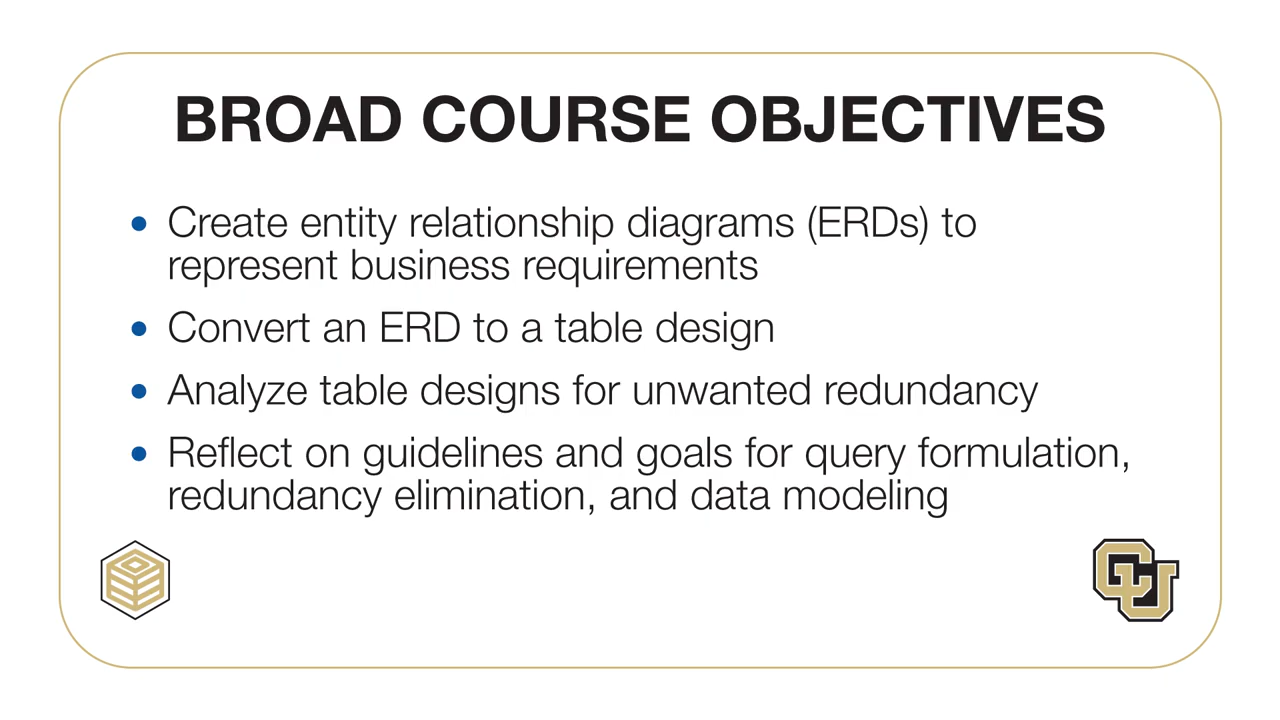 BROAD COURSE OBJECTIVES
• Create entity relationship diagrams (ERDs) to
represent business requirements
• Convert an ERD to a table design
• Analyze table designs for unwanted redundancy
• Reflect on guidelines and goals for query formulation,
redundancy elimination, and data modeling
CU